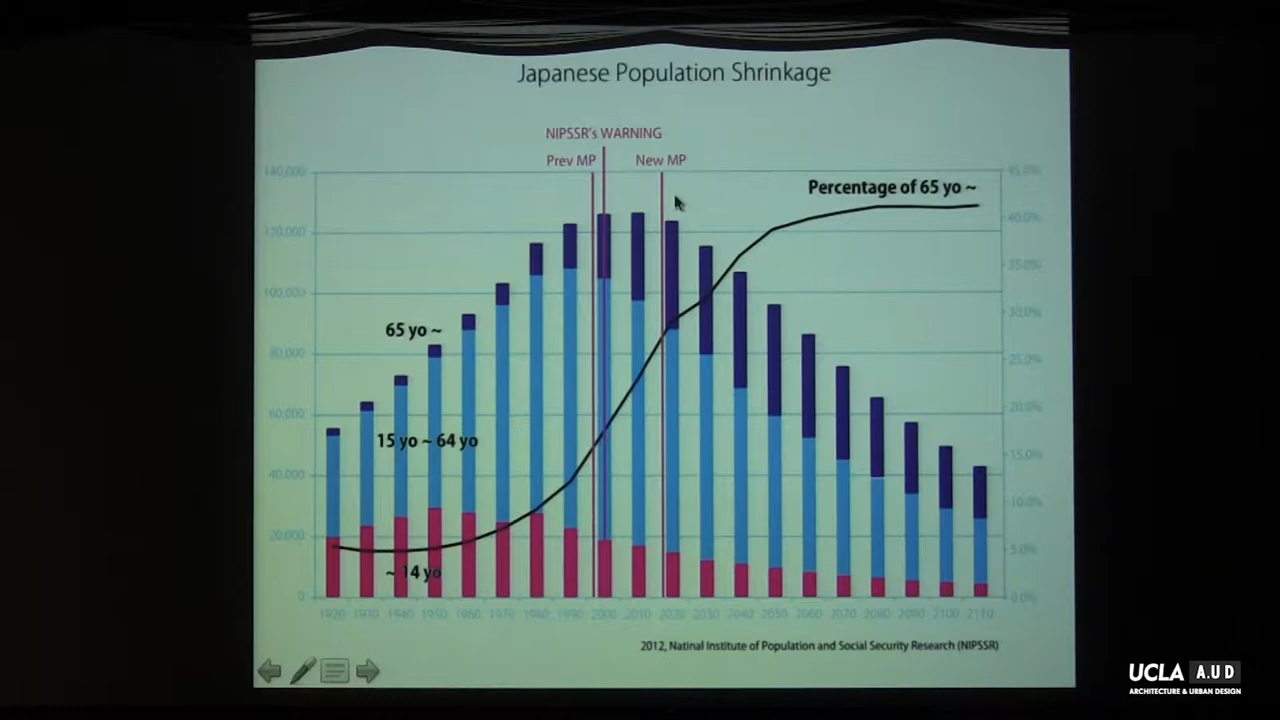 Japanese Population Shrinkage
NIPSSR's WARNING
Prev MP
New MP
Percentage of 65 yo ~
65 yo ~
15 yo ~ 64 yo
~ 14 yo
140,000
120,000
100,000
80,000
60,000
40,000
20,000
0
45.0%
40.0%
35.0%
30.0%
25.0%
20.0%
15.0%
10.0%
5.0%
0.0%
1920 1930 1940 1950 1960 1970 1980 1990 2000 2010 2020 2030 2040 2050 2060 2070 2080 2090 2100 2110
2012, Natinal Institute of Population and Social Security Research (NIPSSR)
UCLA A.UD
ARCHITECTURE & URBAN DESIGN